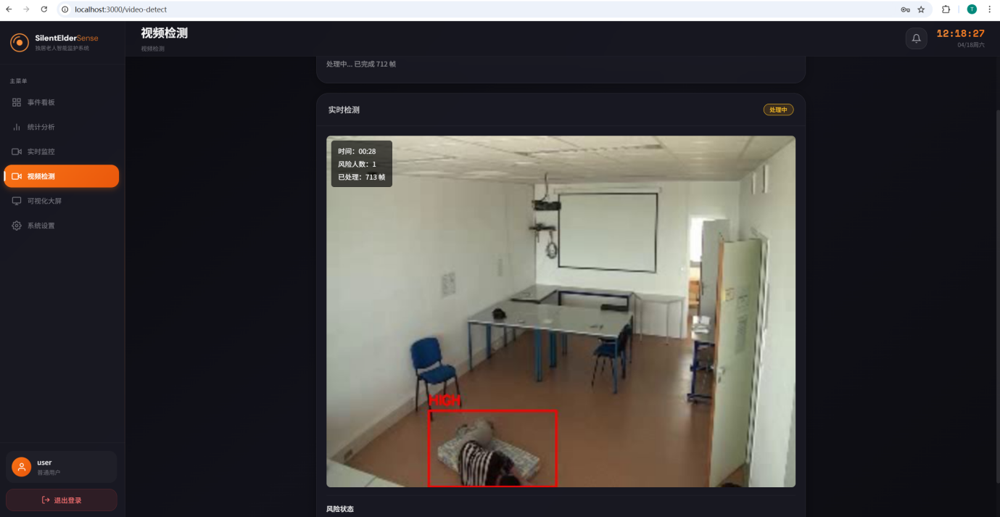 localhost:3000/video-detect
T
SilentElderSense
独居老人智能监护系统
视频检测
视频检测
12:18:27
04/18周六
主菜单
事件看板
统计分析
实时监控
视频检测
可视化大屏
系统设置
处理中... 已完成 712 帧
实时检测
处理中
时间：00:28
风险人数：1
已处理：713 帧
HIGH
风险状态
user
普通用户
退出登录